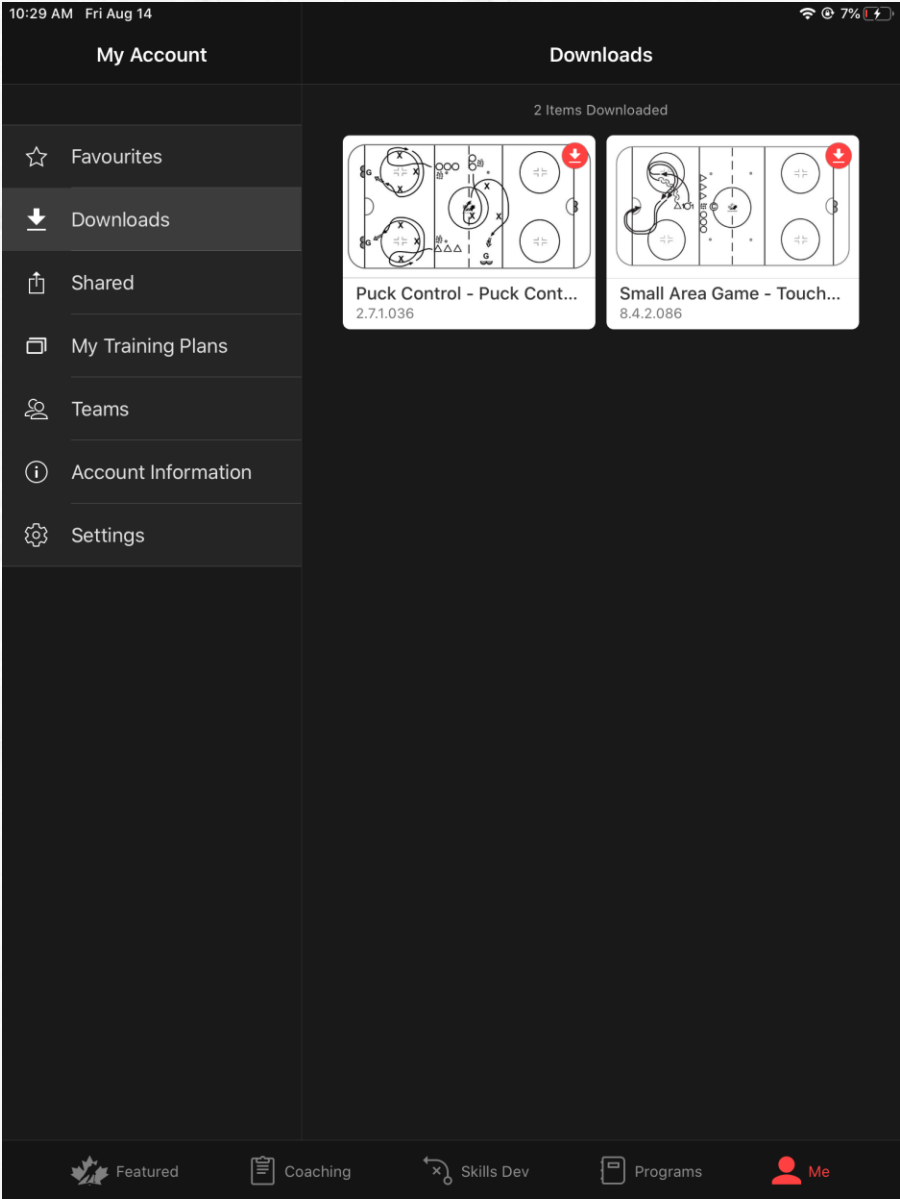 10:29 AM Fri Aug 14
7%
My Account
Downloads
2 Items Downloaded
Favourites
Downloads
Shared
My Training Plans
Teams
Account Information
Settings
Puck Control - Puck Cont...
2.7.1.036
Small Area Game - Touch...
8.4.2.086
Featured
Coaching
Skills Dev
Programs
Me